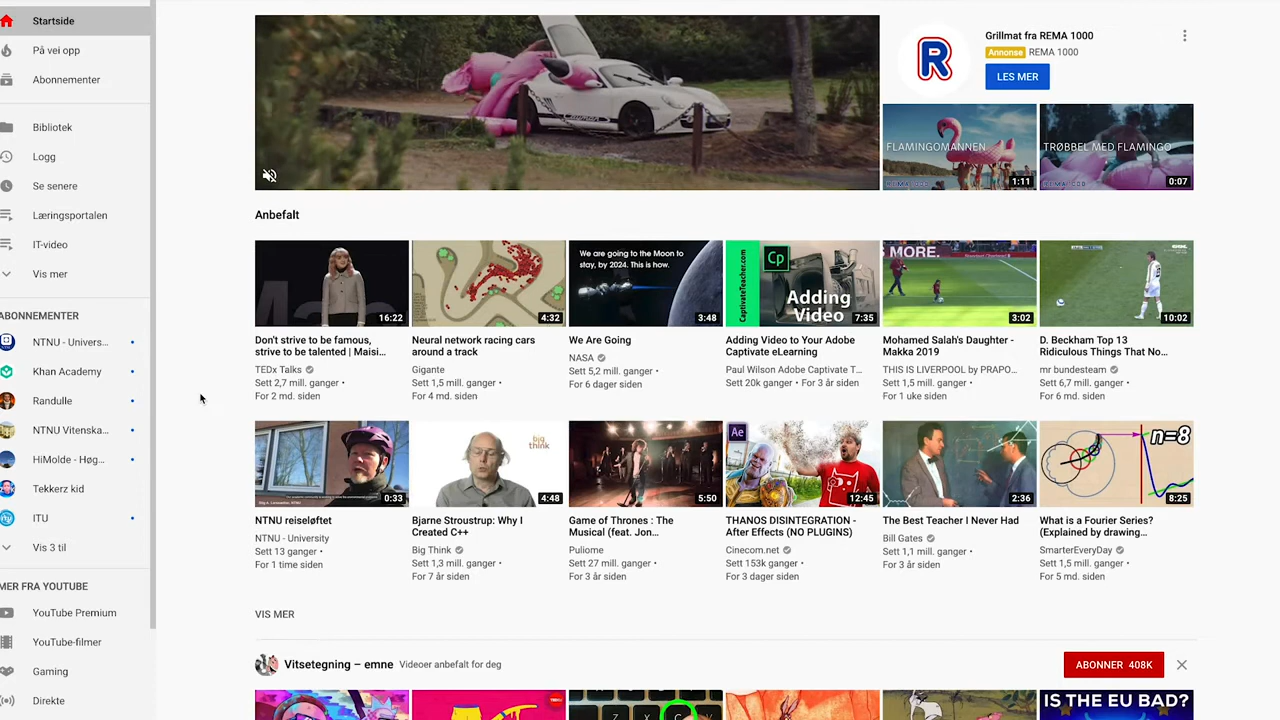 Startside
På vei opp
Abonnementer
Bibliotek
Logg
Se senere
Læringsportalen
IT-video
Vis mer
ABONNEMENTER
NTNU - Univers...
Khan Academy
Randulle
NTNU Vitenska...
HiMolde - Høg...
Tekkerz kid
ITU
Vis 3 til
MER FRA YOUTUBE
YouTube Premium
YouTube-filmer
Gaming
Direkte
Grillmat fra REMA 1000
Annonse REMA 1000
LES MER
FLAMINGOMANNEN
1:11
TRØBBEL MED FLAMINGO
0:07
Anbefalt
16:22
Don't strive to be famous,
strive to be talented | Maisi...
TEDx Talks
Sett 2,7 mill. ganger •
For 2 md. siden
4:32
Neural network racing cars
around a track
Gigante
Sett 1,5 mill. ganger •
For 4 md. siden
We are going to the Moon to
stay, by 2024. This is how.
3:48
We Are Going
NASA
Sett 5,2 mill. ganger •
For 6 dager siden
CaptivateTeacher.com
Cp
Adding
Video
7:35
Adding Video to Your Adobe
Captivate eLearning
Paul Wilson Adobe Captivate T...
Sett 20k ganger • For 3 år siden
MORE.
3:02
Mohamed Salah's Daughter -
Makka 2019
THIS IS LIVERPOOL by PRAPO...
Sett 1,5 mill. ganger •
For 1 uke siden
10:02
D. Beckham Top 13
Ridiculous Things That No...
mr bundesteam
Sett 6,7 mill. ganger •
For 6 md. siden
0:33
NTNU reiseløftet
NTNU - University
Sett 13 ganger •
For 1 time siden
big
think
4:48
Bjarne Stroustrup: Why I
Created C++
Big Think
Sett 1,3 mill. ganger •
For 7 år siden
5:50
Game of Thrones : The
Musical (feat. Jon...
Puliome
Sett 27 mill. ganger •
For 3 år siden
Ae
12:45
THANOS DISINTEGRATION -
After Effects (NO PLUGINS)
Cinecom.net
Sett 153k ganger •
For 3 dager siden
2:36
The Best Teacher I Never Had
Bill Gates
Sett 1,1 mill. ganger •
For 3 år siden
n=8
8:25
What is a Fourier Series?
(Explained by drawing...
SmarterEveryDay
Sett 1,5 mill. ganger •
For 5 md. siden
VIS MER
Vitsetegning – emne Videoer anbefalt for deg
ABONNER 408K
Z X C V
IS THE EU BAD?